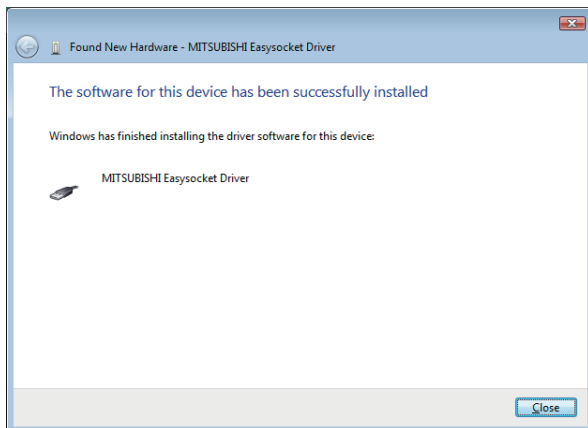 Found New Hardware - MITSUBISHI Easysocket Driver
The software for this device has been successfully installed
Windows has finished installing the driver software for this device:
MITSUBISHI Easysocket Driver
Close